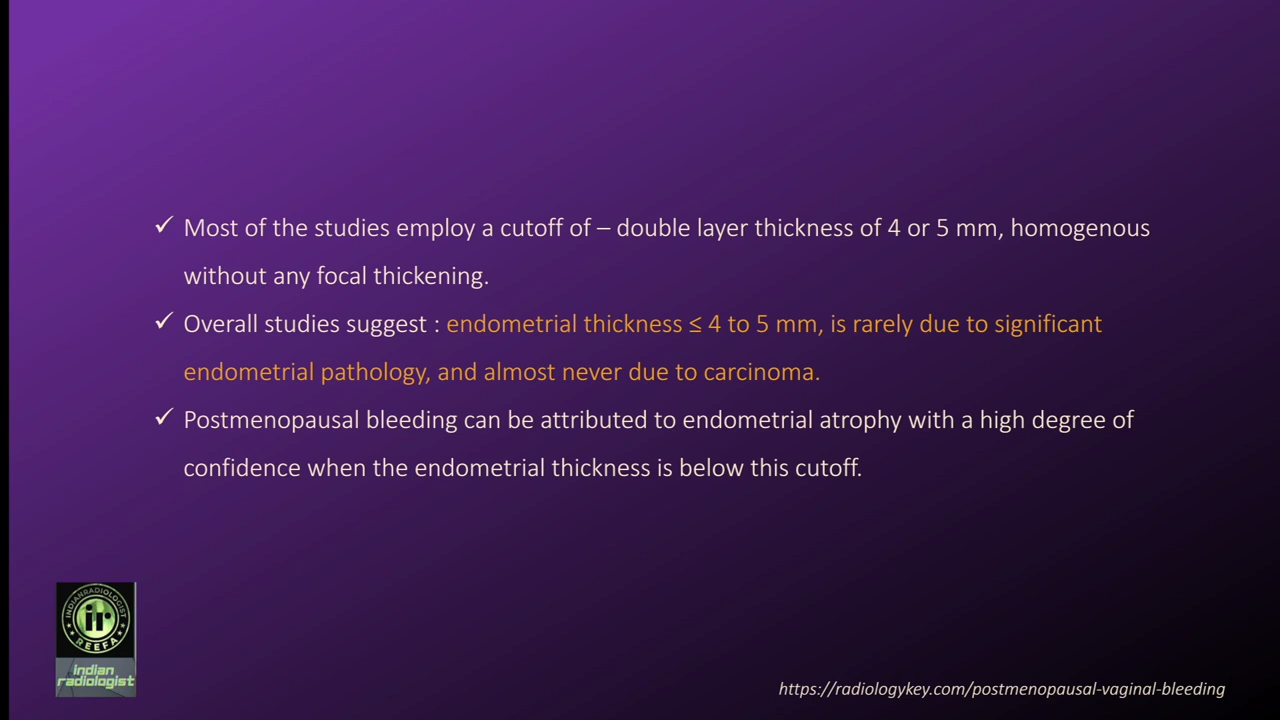 ✓ Most of the studies employ a cutoff of – double layer thickness of 4 or 5 mm, homogenous
without any focal thickening.
✓ Overall studies suggest : endometrial thickness ≤ 4 to 5 mm, is rarely due to significant
endometrial pathology, and almost never due to carcinoma.
✓ Postmenopausal bleeding can be attributed to endometrial atrophy with a high degree of
confidence when the endometrial thickness is below this cutoff.
INDIANRADIOLOGIST
ir
REEFA
indian
radiologist
https://radiologykey.com/postmenopausal-vaginal-bleeding